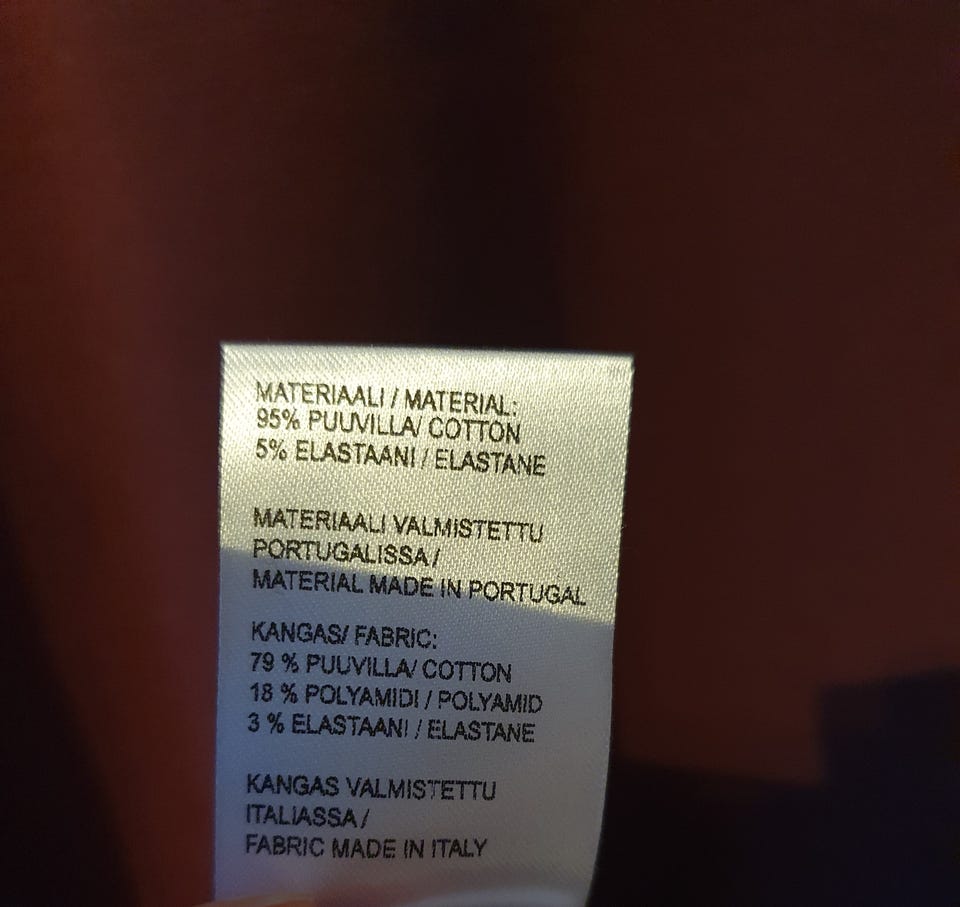 MATERIAALI / MATERIAL:
95% PUUVILLA/ COTTON
5% ELASTAANI / ELASTANE
MATERIAALI VALMISTETTU
PORTUGALISSA /
MATERIAL MADE IN PORTUGAL
KANGAS/ FABRIC:
79 % PUUVILLA/ COTTON
18 % POLYAMIDI / POLYAMID
3 % ELASTAANI / ELASTANE
KANGAS VALMISTETTU
ITALIASSA /
FABRIC MADE IN ITALY